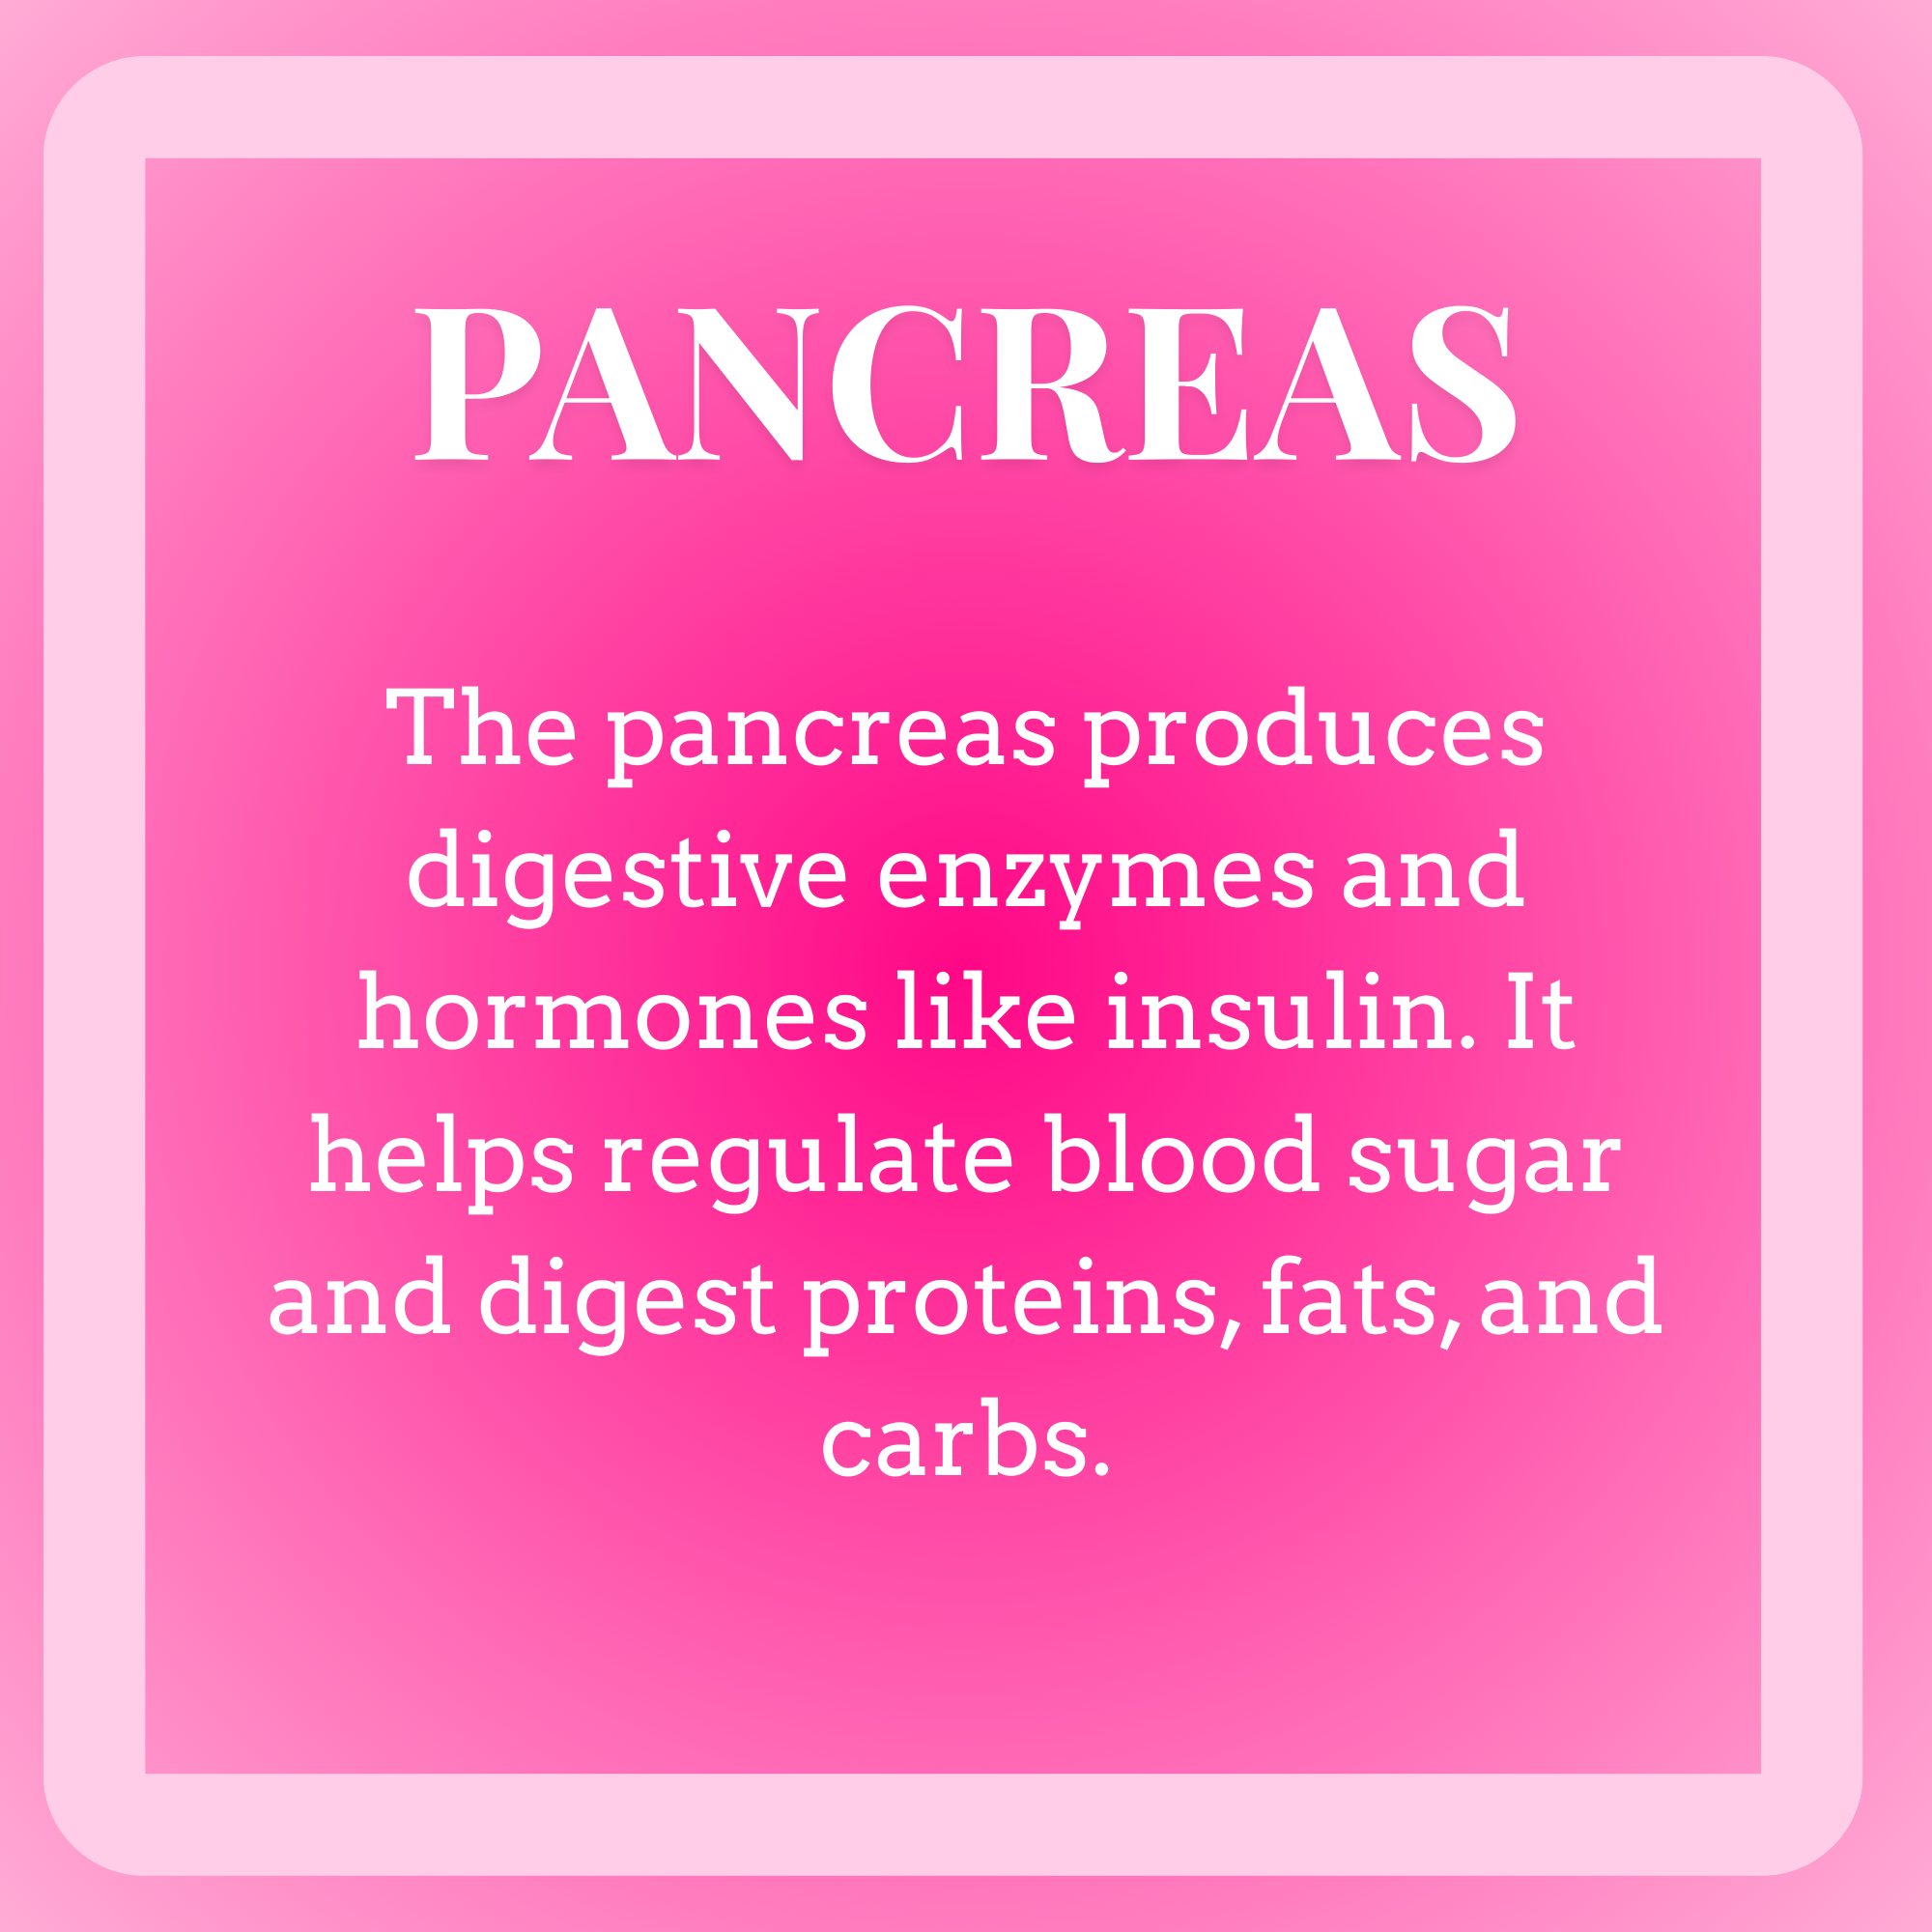 PANCREAS
The pancreas produces
digestive enzymes and
hormones like insulin. It
helps regulate blood sugar
and digest proteins, fats, and
carbs.